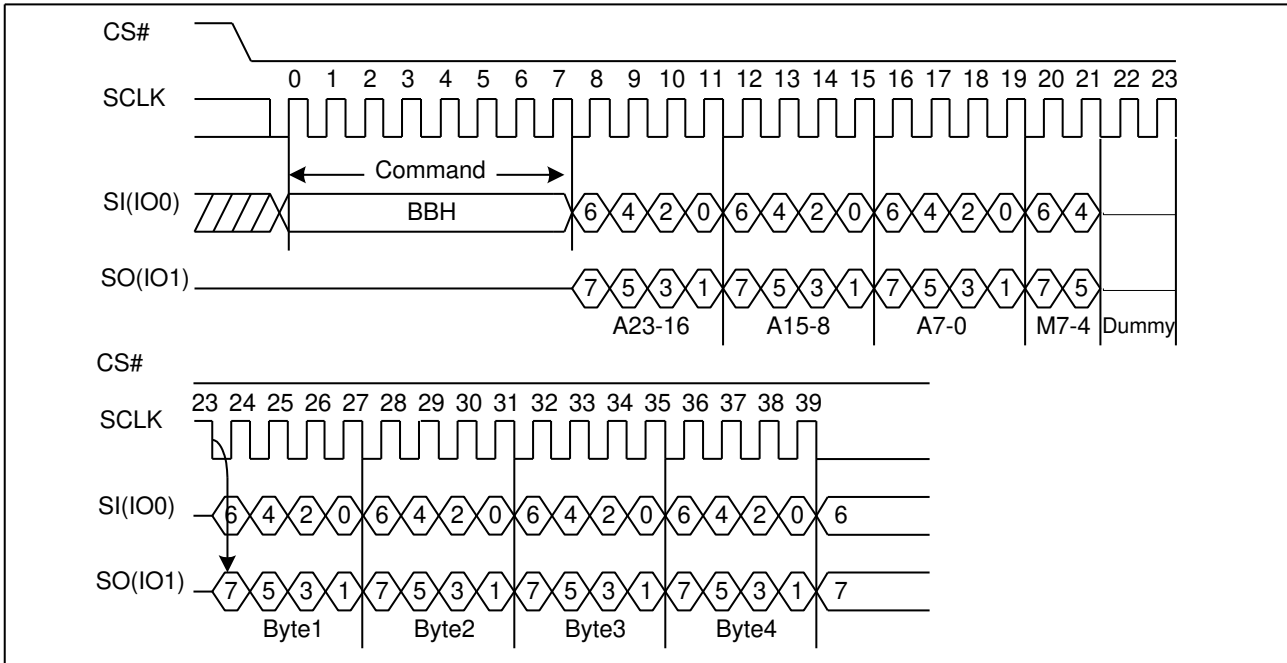 CS#
0 1 2 3 4 5 6 7 8 9 10 11 12 13 14 15 16 17 18 19 20 21 22 23
SCLK
Command
SI(IO0) BBH 6 4 2 0 6 4 2 0 6 4 2 0 6 4
SO(IO1) 7 5 3 1 7 5 3 1 7 5 3 1 7 5
A23-16 A15-8 A7-0 M7-4 Dummy
CS#
23 24 25 26 27 28 29 30 31 32 33 34 35 36 37 38 39
SCLK
SI(IO0) 6 4 2 0 6 4 2 0 6 4 2 0 6 4 2 0 6
SO(IO1) 7 5 3 1 7 5 3 1 7 5 3 1 7 5 3 1 7
Byte1 Byte2 Byte3 Byte4